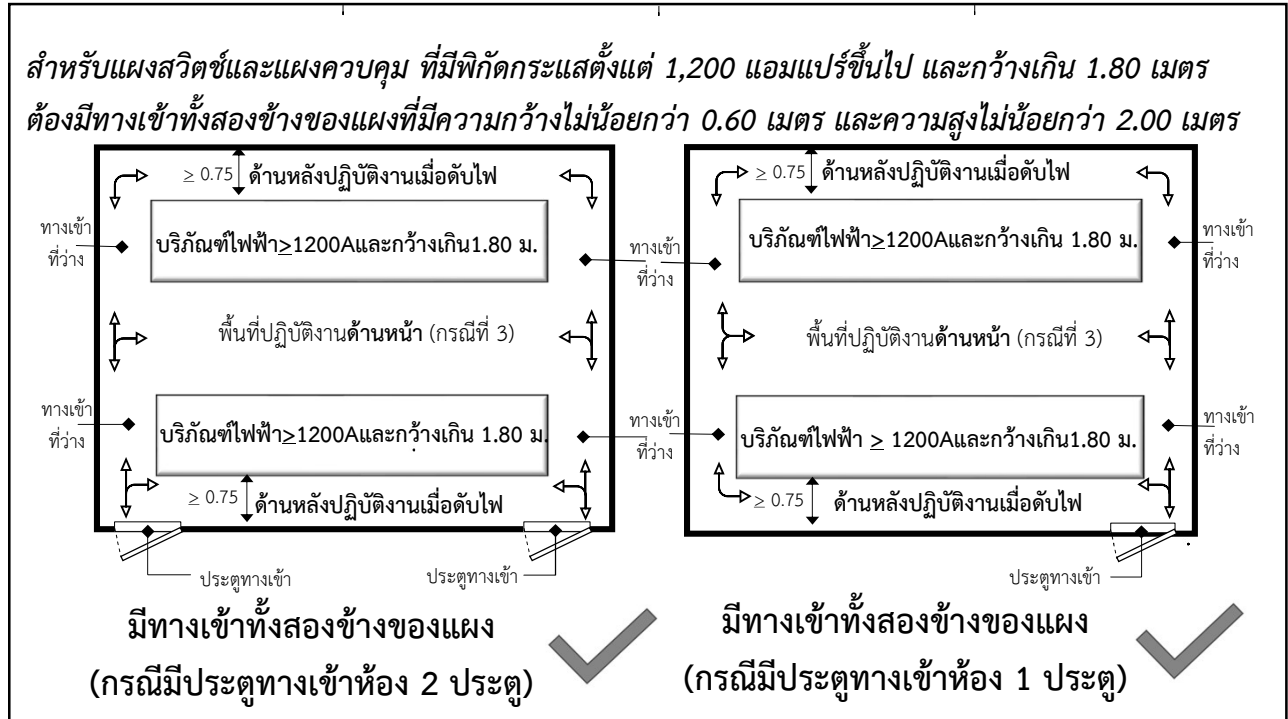 สำหรับแผงสวิตช์และแผงควบคุม ที่มีพิกัดกระแสตั้งแต่ 1,200 แอมแปร์ขึ้นไป และกว้างเกิน 1.80 เมตร
ต้องมีทางเข้าทั้งสองข้างของแผงที่มีความกว้างไม่น้อยกว่า 0.60 เมตร และความสูงไม่น้อยกว่า 2.00 เมตร
≥ 0.75 ด้านหลังปฏิบัติงานเมื่อดับไฟ
บริภัณฑ์ไฟฟ้า≥1200Aและกว้างเกิน1.80 ม.
ทางเข้า
ที่ว่าง
พื้นที่ปฏิบัติงานด้านหน้า (กรณีที่ 3)
ทางเข้า
ที่ว่าง
บริภัณฑ์ไฟฟ้า≥1200Aและกว้างเกิน 1.80 ม.
≥ 0.75 ด้านหลังปฏิบัติงานเมื่อดับไฟ
ประตูทางเข้า
ประตูทางเข้า
มีทางเข้าทั้งสองข้างของแผง
(กรณีมีประตูทางเข้าห้อง 2 ประตู)
ทางเข้า
ที่ว่าง
ทางเข้า
ที่ว่าง
≥ 0.75 ด้านหลังปฏิบัติงานเมื่อดับไฟ
บริภัณฑ์ไฟฟ้า≥1200Aและกว้างเกิน 1.80 ม.
ทางเข้า
ที่ว่าง
พื้นที่ปฏิบัติงานด้านหน้า (กรณีที่ 3)
บริภัณฑ์ไฟฟ้า ≥ 1200Aและกว้างเกิน1.80 ม.
ทางเข้า
ที่ว่าง
≥ 0.75 ด้านหลังปฏิบัติงานเมื่อดับไฟ
ประตูทางเข้า
มีทางเข้าทั้งสองข้างของแผง
(กรณีมีประตูทางเข้าห้อง 1 ประตู)